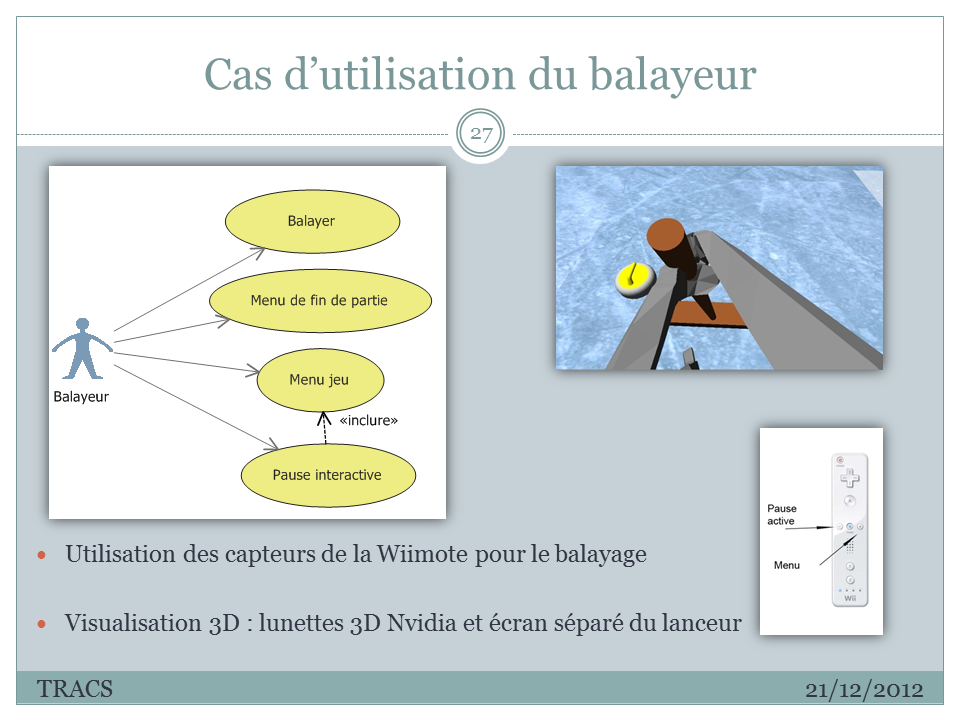 Cas d’utilisation du balayeur
27
Balayer
Menu de fin de partie
Menu jeu
«inclure»
Pause interactive
Balayeur
Pause
active
Menu
Wii
• Utilisation des capteurs de la Wiimote pour le balayage
• Visualisation 3D : lunettes 3D Nvidia et écran séparé du lanceur
TRACS
21/12/2012